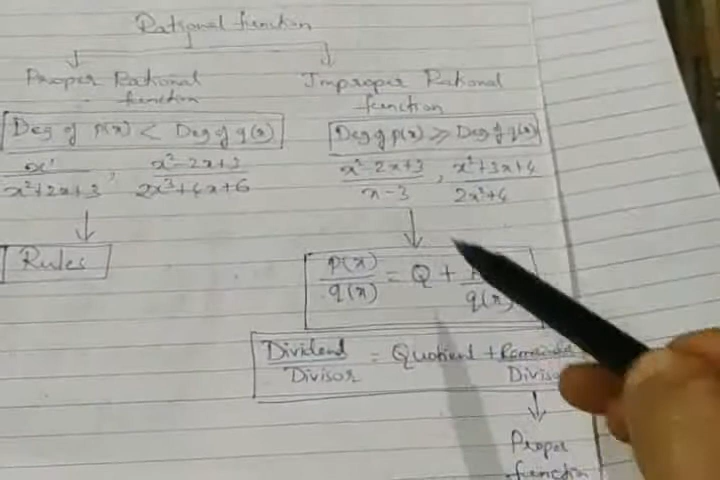 Rational function
Proper Rational function
Deg of p(x) < Deg of q(x)
x¹/x²+2x+3, x²-2x+3/2x³+4x+6
Rules
Improper Rational function
Deg of p(x) ≥ Deg of q(x)
x²-2x+3/x-3, x²+3x+4/2x²+4
p(x)/q(x) = Q + /q(x)
Dividend/Divisor = Quotient + Remainder/Divisor
Proper
function